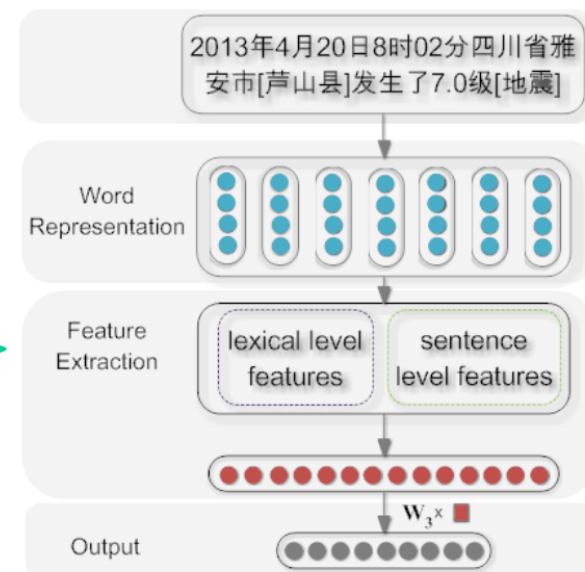 2013年4月20日8时02分四川省雅
安市[芦山县]发生了7.0级[地震]
Word
Representation
Feature
Extraction
lexical level
features
sentence
level features
W₃×
Output